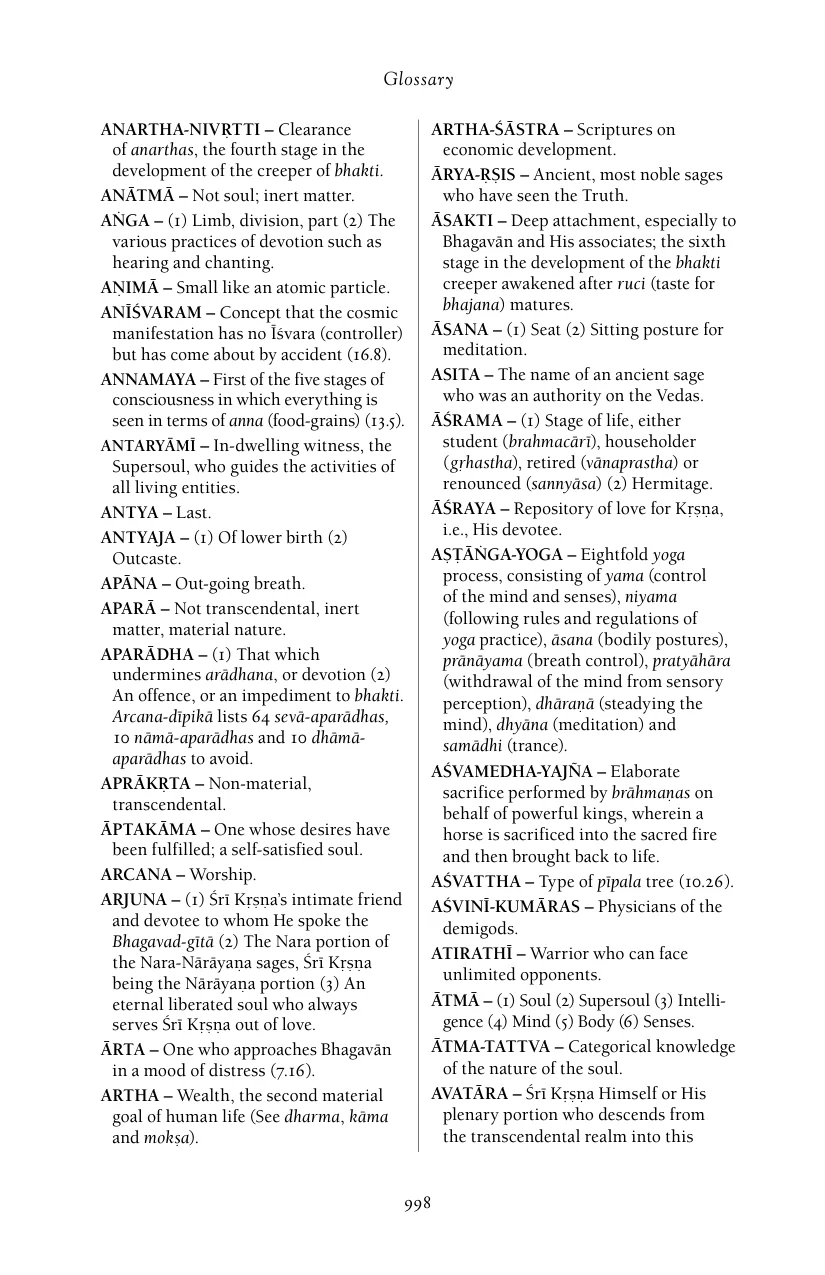 Glossary
ANARTHA-NIVṚTTI – Clearance
of anarthas, the fourth stage in the
development of the creeper of bhakti.
ANĀTMĀ – Not soul; inert matter.
AṄGA – (1) Limb, division, part (2) The
various practices of devotion such as
hearing and chanting.
AṆIMĀ – Small like an atomic particle.
ANĪŚVARAM – Concept that the cosmic
manifestation has no Īśvara (controller)
but has come about by accident (16.8).
ANNAMAYA – First of the five stages of
consciousness in which everything is
seen in terms of anna (food-grains) (13.5).
ANTARYĀMĪ – In-dwelling witness, the
Supersoul, who guides the activities of
all living entities.
ANTYA – Last.
ANTYAJA – (1) Of lower birth (2)
Outcaste.
APĀNA – Out-going breath.
APARĀ – Not transcendental, inert
matter, material nature.
APARĀDHA – (1) That which
undermines arādhana, or devotion (2)
An offence, or an impediment to bhakti.
Arcana-dīpikā lists 64 sevā-aparādhas,
10 nāmā-aparādhas and 10 dhāmā-
aparādhas to avoid.
APRĀKṚTA – Non-material,
transcendental.
ĀPTAKĀMA – One whose desires have
been fulfilled; a self-satisfied soul.
ARCANA – Worship.
ARJUNA – (1) Śrī Kṛṣṇa's intimate friend
and devotee to whom He spoke the
Bhagavad-gītā (2) The Nara portion of
the Nara-Nārāyaṇa sages, Śrī Kṛṣṇa
being the Nārāyaṇa portion (3) An
eternal liberated soul who always
serves Śrī Kṛṣṇa out of love.
ĀRTA – One who approaches Bhagavān
in a mood of distress (7.16).
ARTHA – Wealth, the second material
goal of human life (See dharma, kāma
and mokṣa).
ARTHA-ŚĀSTRA – Scriptures on
economic development.
ĀRYA-ṚṢIS – Ancient, most noble sages
who have seen the Truth.
ĀSAKTI – Deep attachment, especially to
Bhagavān and His associates; the sixth
stage in the development of the bhakti
creeper awakened after ruci (taste for
bhajana) matures.
ĀSANA – (1) Seat (2) Sitting posture for
meditation.
ASITA – The name of an ancient sage
who was an authority on the Vedas.
ĀŚRAMA – (1) Stage of life, either
student (brahmacārī), householder
(gṛhastha), retired (vānaprastha) or
renounced (sannyāsa) (2) Hermitage.
ĀŚRAYA – Repository of love for Kṛṣṇa,
i.e., His devotee.
AṢṬĀṄGA-YOGA – Eightfold yoga
process, consisting of yama (control
of the mind and senses), niyama
(following rules and regulations of
yoga practice), āsana (bodily postures),
prānāyama (breath control), pratyāhāra
(withdrawal of the mind from sensory
perception), dhāraṇā (steadying the
mind), dhyāna (meditation) and
samādhi (trance).
AŚVAMEDHA-YAJÑA – Elaborate
sacrifice performed by brāhmaṇas on
behalf of powerful kings, wherein a
horse is sacrificed into the sacred fire
and then brought back to life.
AŚVATTHA – Type of pīpala tree (10.26).
AŚVINĪ-KUMĀRAS – Physicians of the
demigods.
ATIRATHĪ – Warrior who can face
unlimited opponents.
ĀTMĀ – (1) Soul (2) Supersoul (3) Intelli-
gence (4) Mind (5) Body (6) Senses.
ĀTMA-TATTVA – Categorical knowledge
of the nature of the soul.
AVATĀRA – Śrī Kṛṣṇa Himself or His
plenary portion who descends from
the transcendental realm into this
998